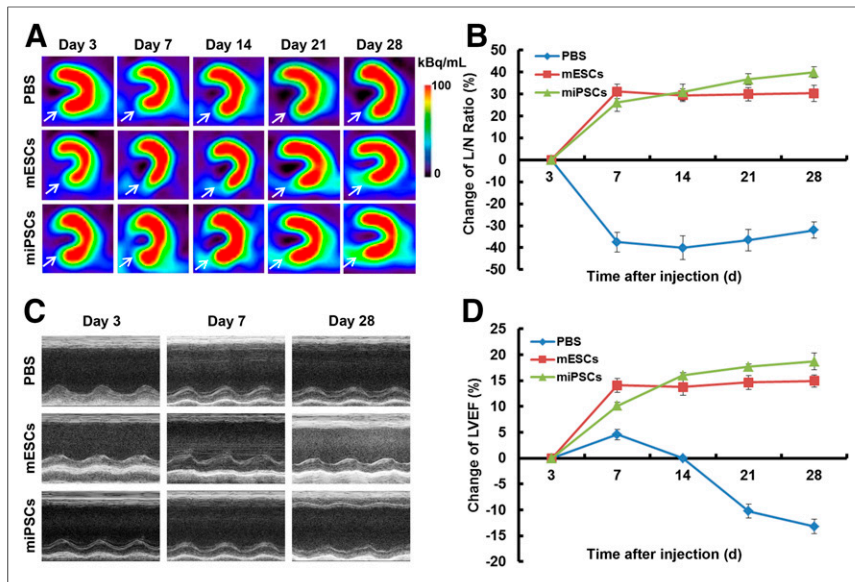 A
Day 3 Day 7 Day 14 Day 21 Day 28
kBq/mL
100
0
PBS
mESCs
miPSCs
B
PBS
mESCs
miPSCs
Change of L/N Ratio (%)
50
40
30
20
10
0
-10
-20
-30
-40
-50
3 7 14 21 28
Time after injection (d)
C
Day 3 Day 7 Day 28
PBS
mESCs
miPSCs
D
PBS
mESCs
miPSCs
Change of LVEF (%)
25
20
15
10
5
0
-5
-10
-15
-20
3 7 14 21 28
Time after injection (d)